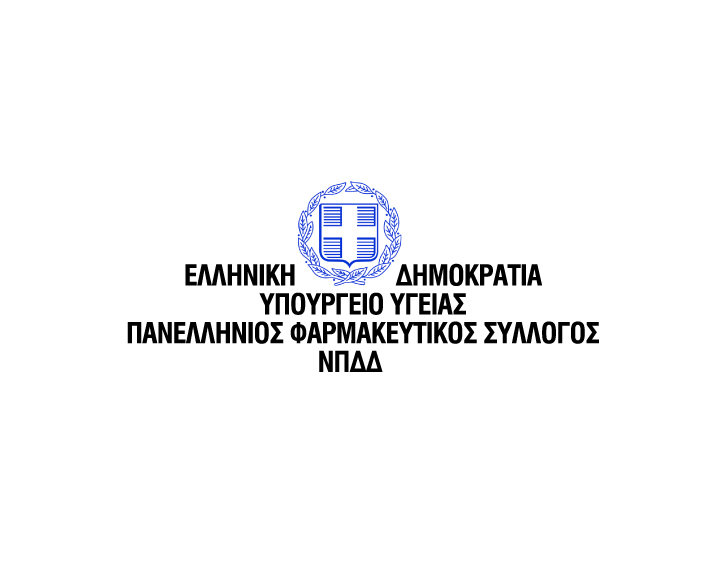 ΕΛΛΗΝΙΚΗ ΔΗΜΟΚΡΑΤΙΑ
ΥΠΟΥΡΓΕΙΟ ΥΓΕΙΑΣ
ΠΑΝΕΛΛΗΝΙΟΣ ΦΑΡΜΑΚΕΥΤΙΚΟΣ ΣΥΛΛΟΓΟΣ
ΝΠΔΔ